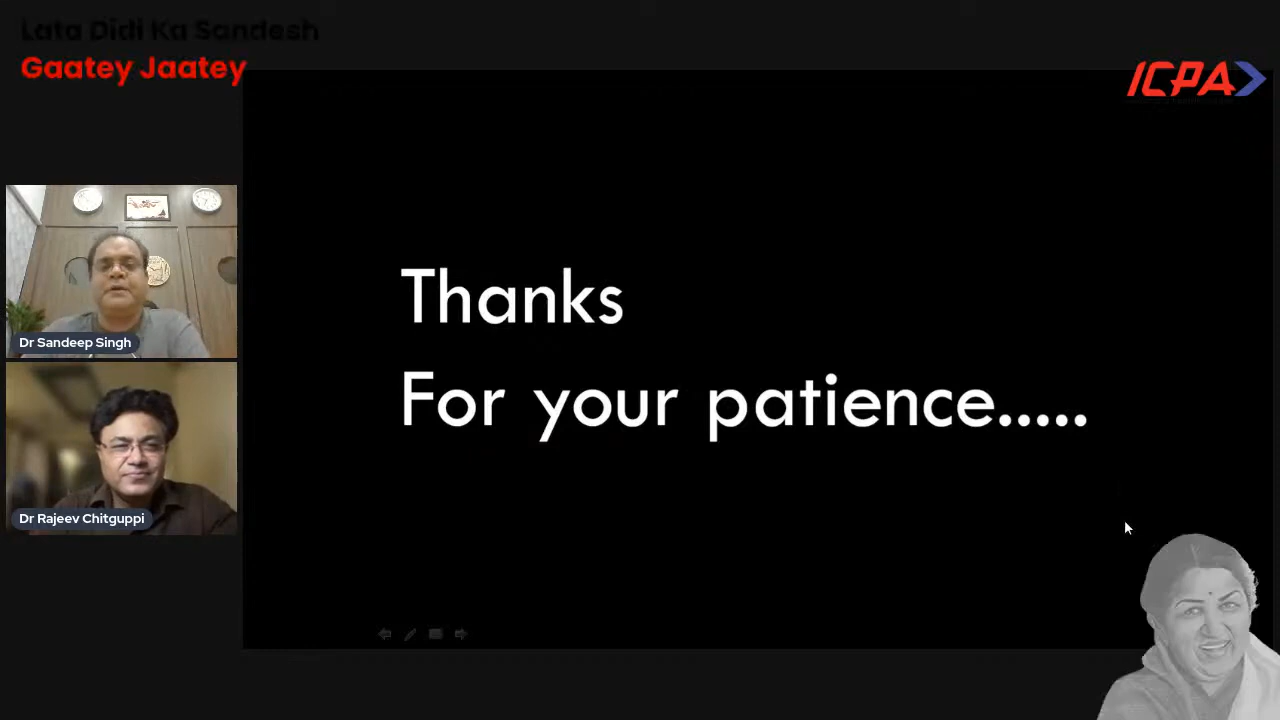 Lata Didi Ka Sandesh
Gaatey Jaatey
ICPA
Thanks
For your patience.....
Dr Sandeep Singh
Dr Rajeev Chitguppi